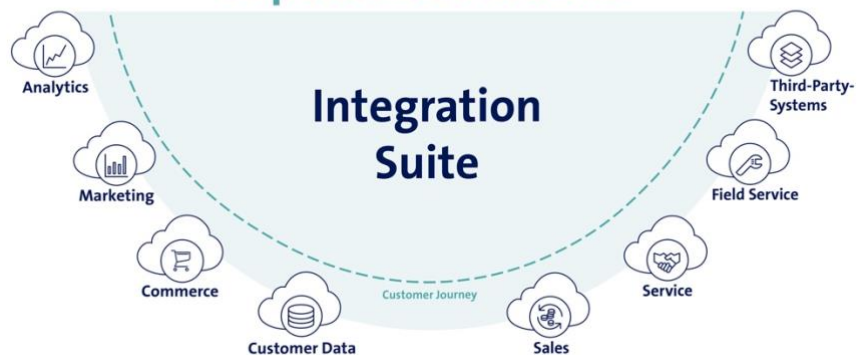 Integration
Suite
Analytics
Marketing
Commerce
Customer Data
Customer Journey
Sales
Service
Field Service
Third-Party-
Systems